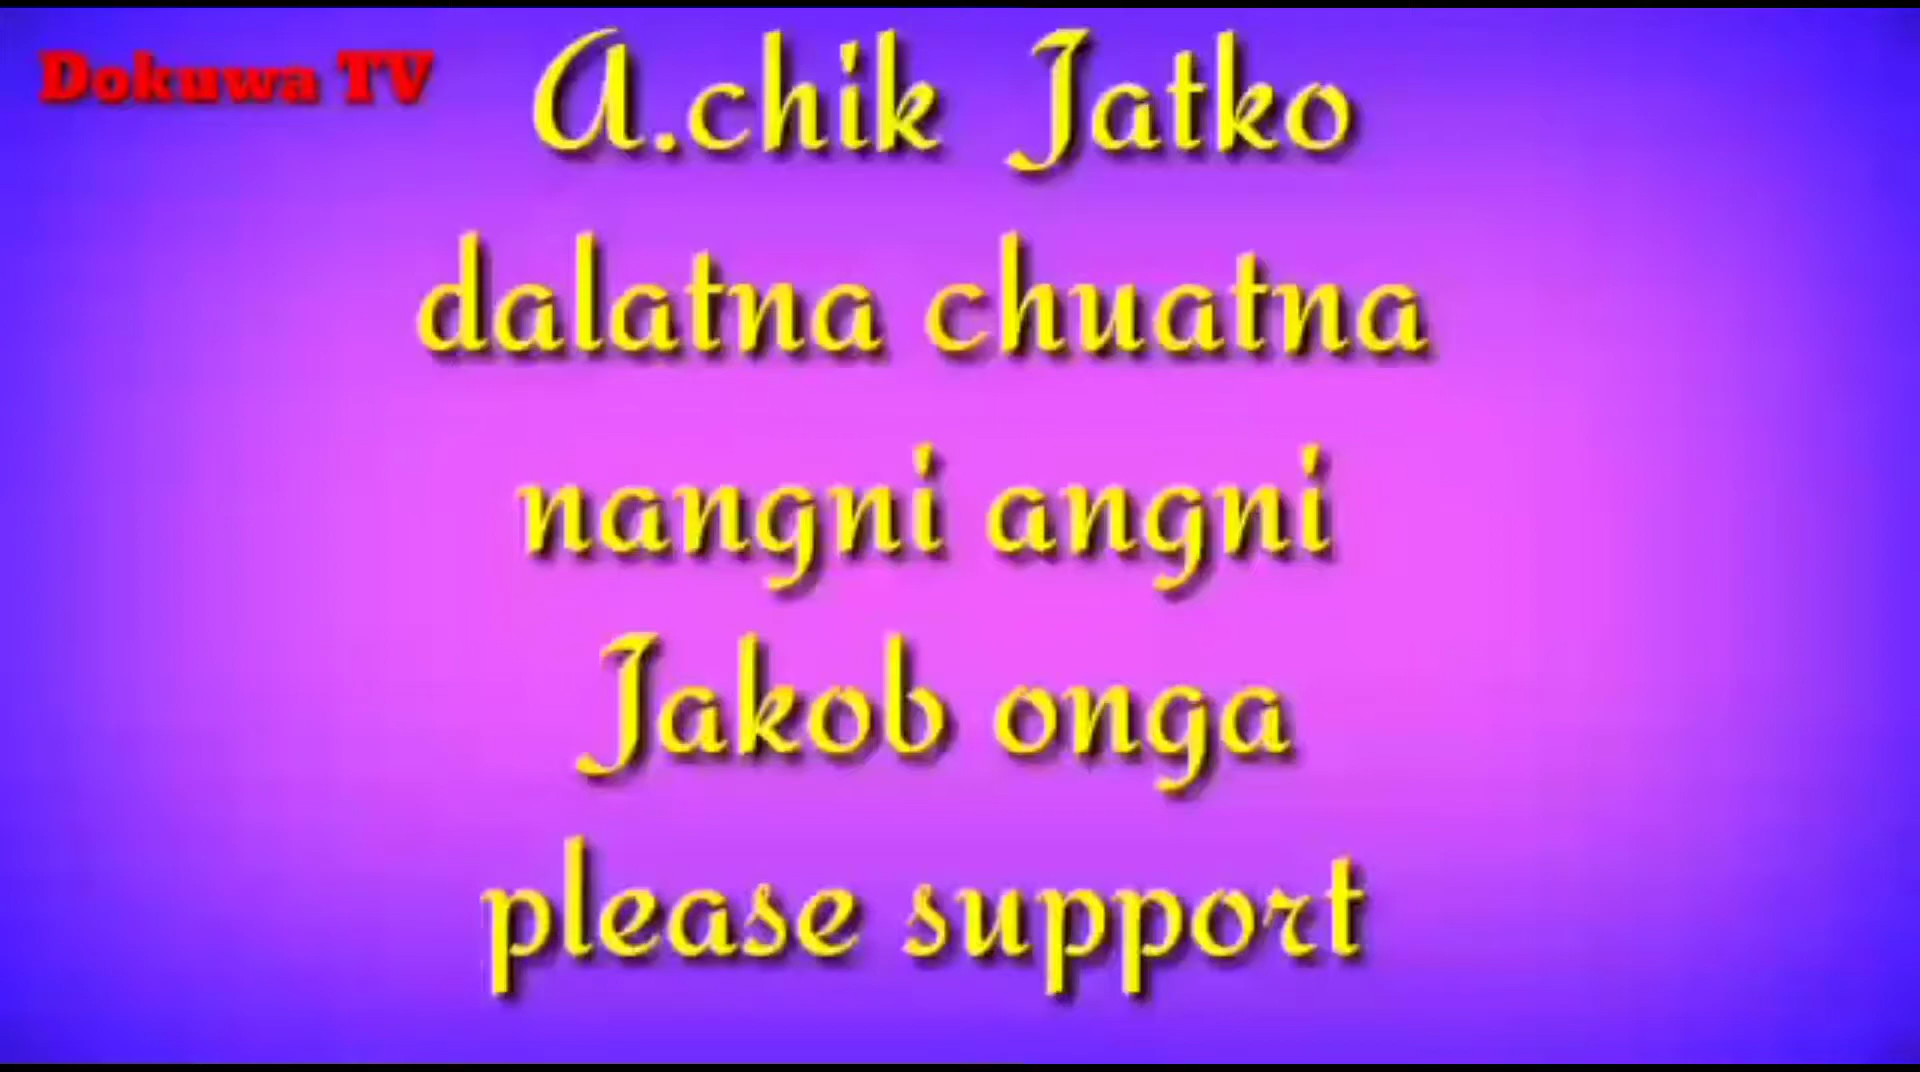 Dokuwa TV
A.chik Jatko
dalatna chuatna
nangni angni
Jakob onga
please support